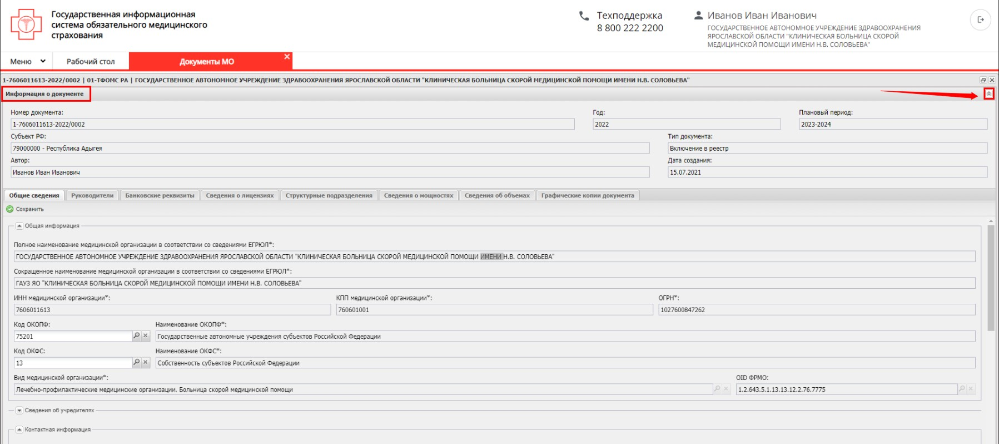 Государственная информационная
система обязательного медицинского
страхования
Техподдержка
8 800 222 2200
Иванов Иван Иванович
ГОСУДАРСТВЕННОЕ АВТОНОМНОЕ УЧРЕЖДЕНИЕ ЗДРАВООХРАНЕНИЯ
ЯРОСЛАВСКОЙ ОБЛАСТИ "КЛИНИЧЕСКАЯ БОЛЬНИЦА СКОРОЙ
МЕДИЦИНСКОЙ ПОМОЩИ ИМЕНИ Н.В. СОЛОВЬЕВА"
Меню Рабочий стол Документы МО
1-7606011613-2022/0002 | 01-ТФОМС РА | ГОСУДАРСТВЕННОЕ АВТОНОМНОЕ УЧРЕЖДЕНИЕ ЗДРАВООХРАНЕНИЯ ЯРОСЛАВСКОЙ ОБЛАСТИ "КЛИНИЧЕСКАЯ БОЛЬНИЦА СКОРОЙ МЕДИЦИНСКОЙ ПОМОЩИ ИМЕНИ Н.В. СОЛОВЬЕВА"
Информация о документе
Номер документа: Год: Плановый период:
1-7606011613-2022/0002 2022 2023-2024
Субъект РФ: Тип документа:
79000000 - Республика Адыгея Включение в реестр
Автор: Дата создания:
Иванов Иван Иванович 15.07.2021
Общие сведения Руководители Банковские реквизиты Сведения о лицензиях Структурные подразделения Сведения о мощностях Сведения об объемах Графические копии документа
Сохранить
Общая информация
Полное наименование медицинской организации в соответствии со сведениями ЕГРЮЛ*:
ГОСУДАРСТВЕННОЕ АВТОНОМНОЕ УЧРЕЖДЕНИЕ ЗДРАВООХРАНЕНИЯ ЯРОСЛАВСКОЙ ОБЛАСТИ "КЛИНИЧЕСКАЯ БОЛЬНИЦА СКОРОЙ МЕДИЦИНСКОЙ ПОМОЩИ ИМЕНИ Н.В. СОЛОВЬЕВА"
Сокращенное наименование медицинской организации в соответствии со сведениями ЕГРЮЛ*:
ГАУЗ ЯО "КЛИНИЧЕСКАЯ БОЛЬНИЦА СКОРОЙ МЕДИЦИНСКОЙ ПОМОЩИ ИМЕНИ Н.В. СОЛОВЬЕВА"
ИНН медицинской организации*: КПП медицинской организации*: ОГРН*:
7606011613 760601001 1027600847262
Код ОКОПФ: Наименование ОКОПФ*:
75201 Государственные автономные учреждения субъектов Российской Федерации
Код ОКФС: Наименование ОКФС*:
13 Собственность субъектов Российской Федерации
Вид медицинской организации*: OID ФРМО:
Лечебно-профилактические медицинские организации. Больница скорой медицинской помощи 1.2.643.5.1.13.13.12.2.76.7775
Сведения об учредителях
Контактная информация